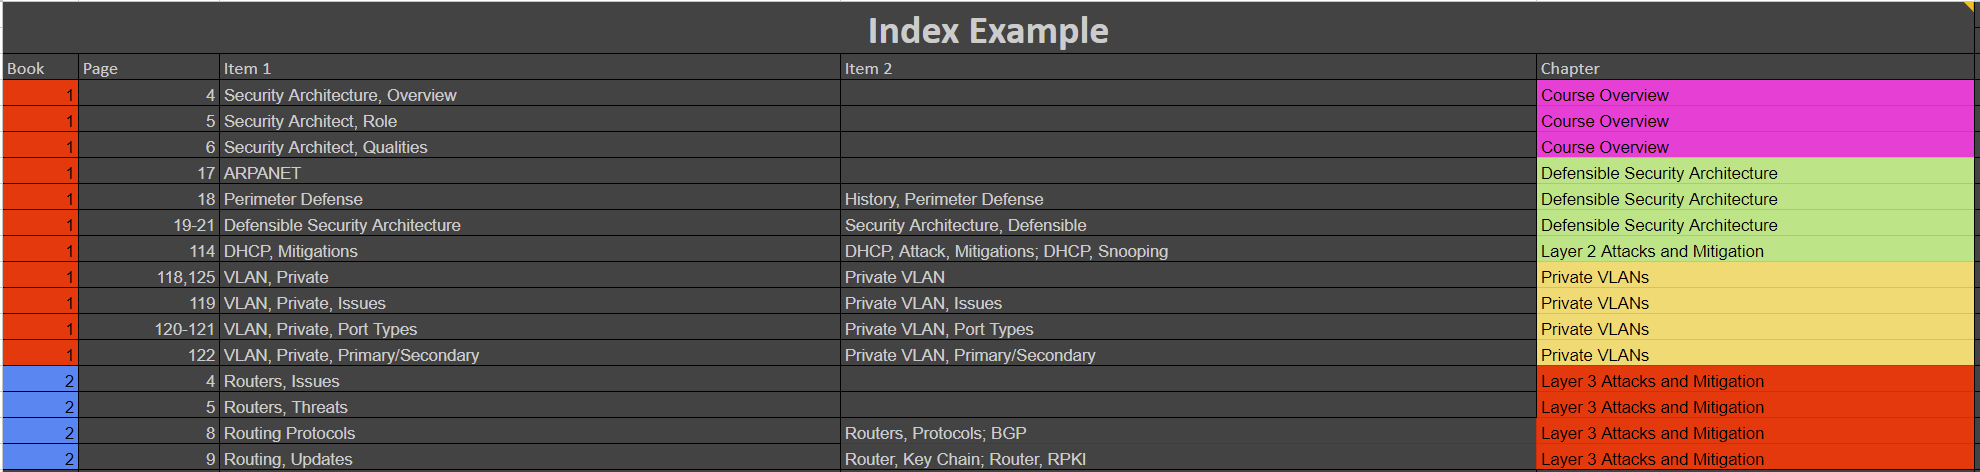 Index Example
Book Page Item 1 Item 2 Chapter
1 4 Security Architecture, Overview Course Overview
1 5 Security Architect, Role Course Overview
1 6 Security Architect, Qualities Course Overview
1 17 ARPANET Defensible Security Architecture
1 18 Perimeter Defense History, Perimeter Defense Defensible Security Architecture
1 19-21 Defensible Security Architecture Security Architecture, Defensible Defensible Security Architecture
1 114 DHCP, Mitigations DHCP, Attack, Mitigations; DHCP, Snooping Layer 2 Attacks and Mitigation
1 118,125 VLAN, Private Private VLAN Private VLANs
1 119 VLAN, Private, Issues Private VLAN, Issues Private VLANs
1 120-121 VLAN, Private, Port Types Private VLAN, Port Types Private VLANs
1 122 VLAN, Private, Primary/Secondary Private VLAN, Primary/Secondary Private VLANs
2 4 Routers, Issues Layer 3 Attacks and Mitigation
2 5 Routers, Threats Layer 3 Attacks and Mitigation
2 8 Routing Protocols Routers, Protocols; BGP Layer 3 Attacks and Mitigation
2 9 Routing, Updates Router, Key Chain; Router, RPKI Layer 3 Attacks and Mitigation